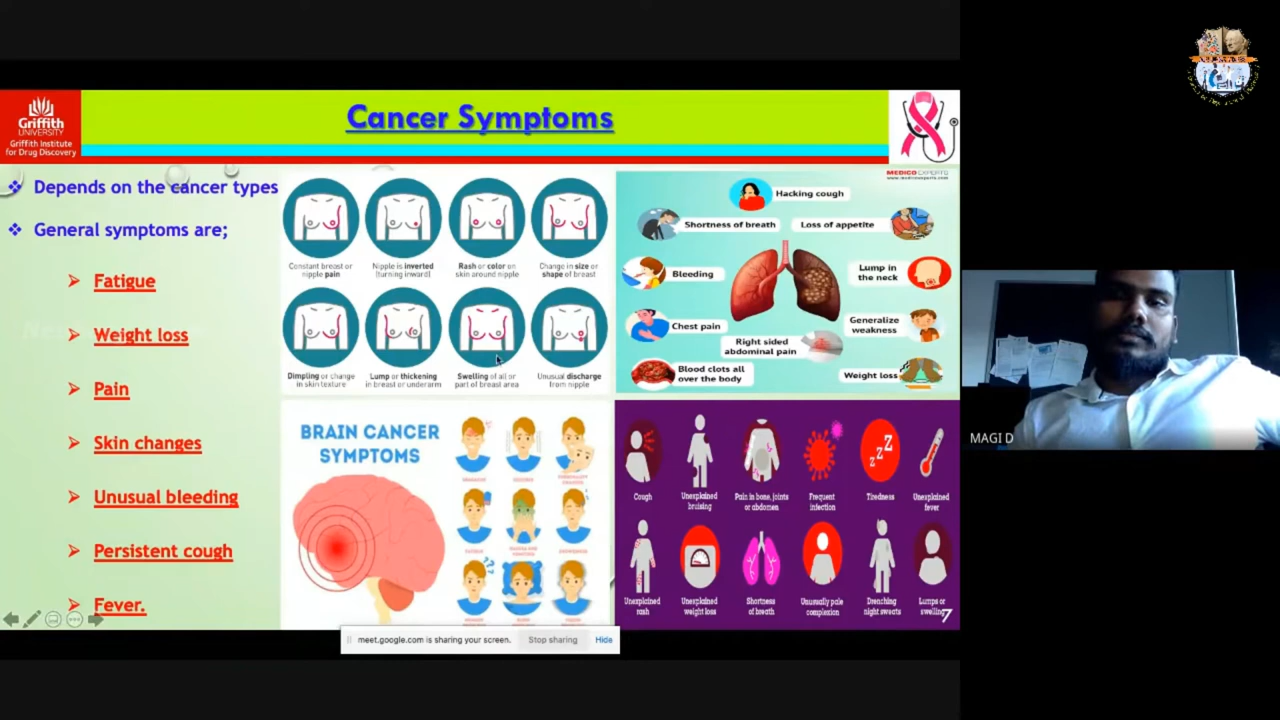 Cancer Symptoms
Griffith
UNIVERSITY
Griffith Institute
for Drug Discovery
Depends on the cancer types
General symptoms are;
Fatigue
Weight loss
Pain
Skin changes
Unusual bleeding
Persistent cough
Fever.
Constant breast or
nipple pain
Nipple is inverted
(turning inward)
Rash or color on
skin around nipple
Change in size or
shape of breast
Dimpling or change
in skin texture
Lump or thickening
in breast or underarm
Swelling of all or
part of breast area
Unusual discharge
from nipple
MEDICO EXPERTS
www.medicoexperts.com
Hacking cough
Shortness of breath
Loss of appetite
Bleeding
Lump in
the neck
Chest pain
Generalize
weakness
Right sided
abdominal pain
Blood clots all
over the body
Weight loss
BRAIN CANCER
SYMPTOMS
Cough
Unexplained
bruising
Pain in bone, joints
or abdomen
Frequent
infection
Tiredness
Unexplained
fever
Unexplained
rash
Unexplained
weight loss
Shortness
of breath
Unusually pale
complexion
Drenching
night sweats
Lumps or
swelling
7
zzZ
MAGI D
meet.google.com is sharing your screen.
Stop sharing
Hide